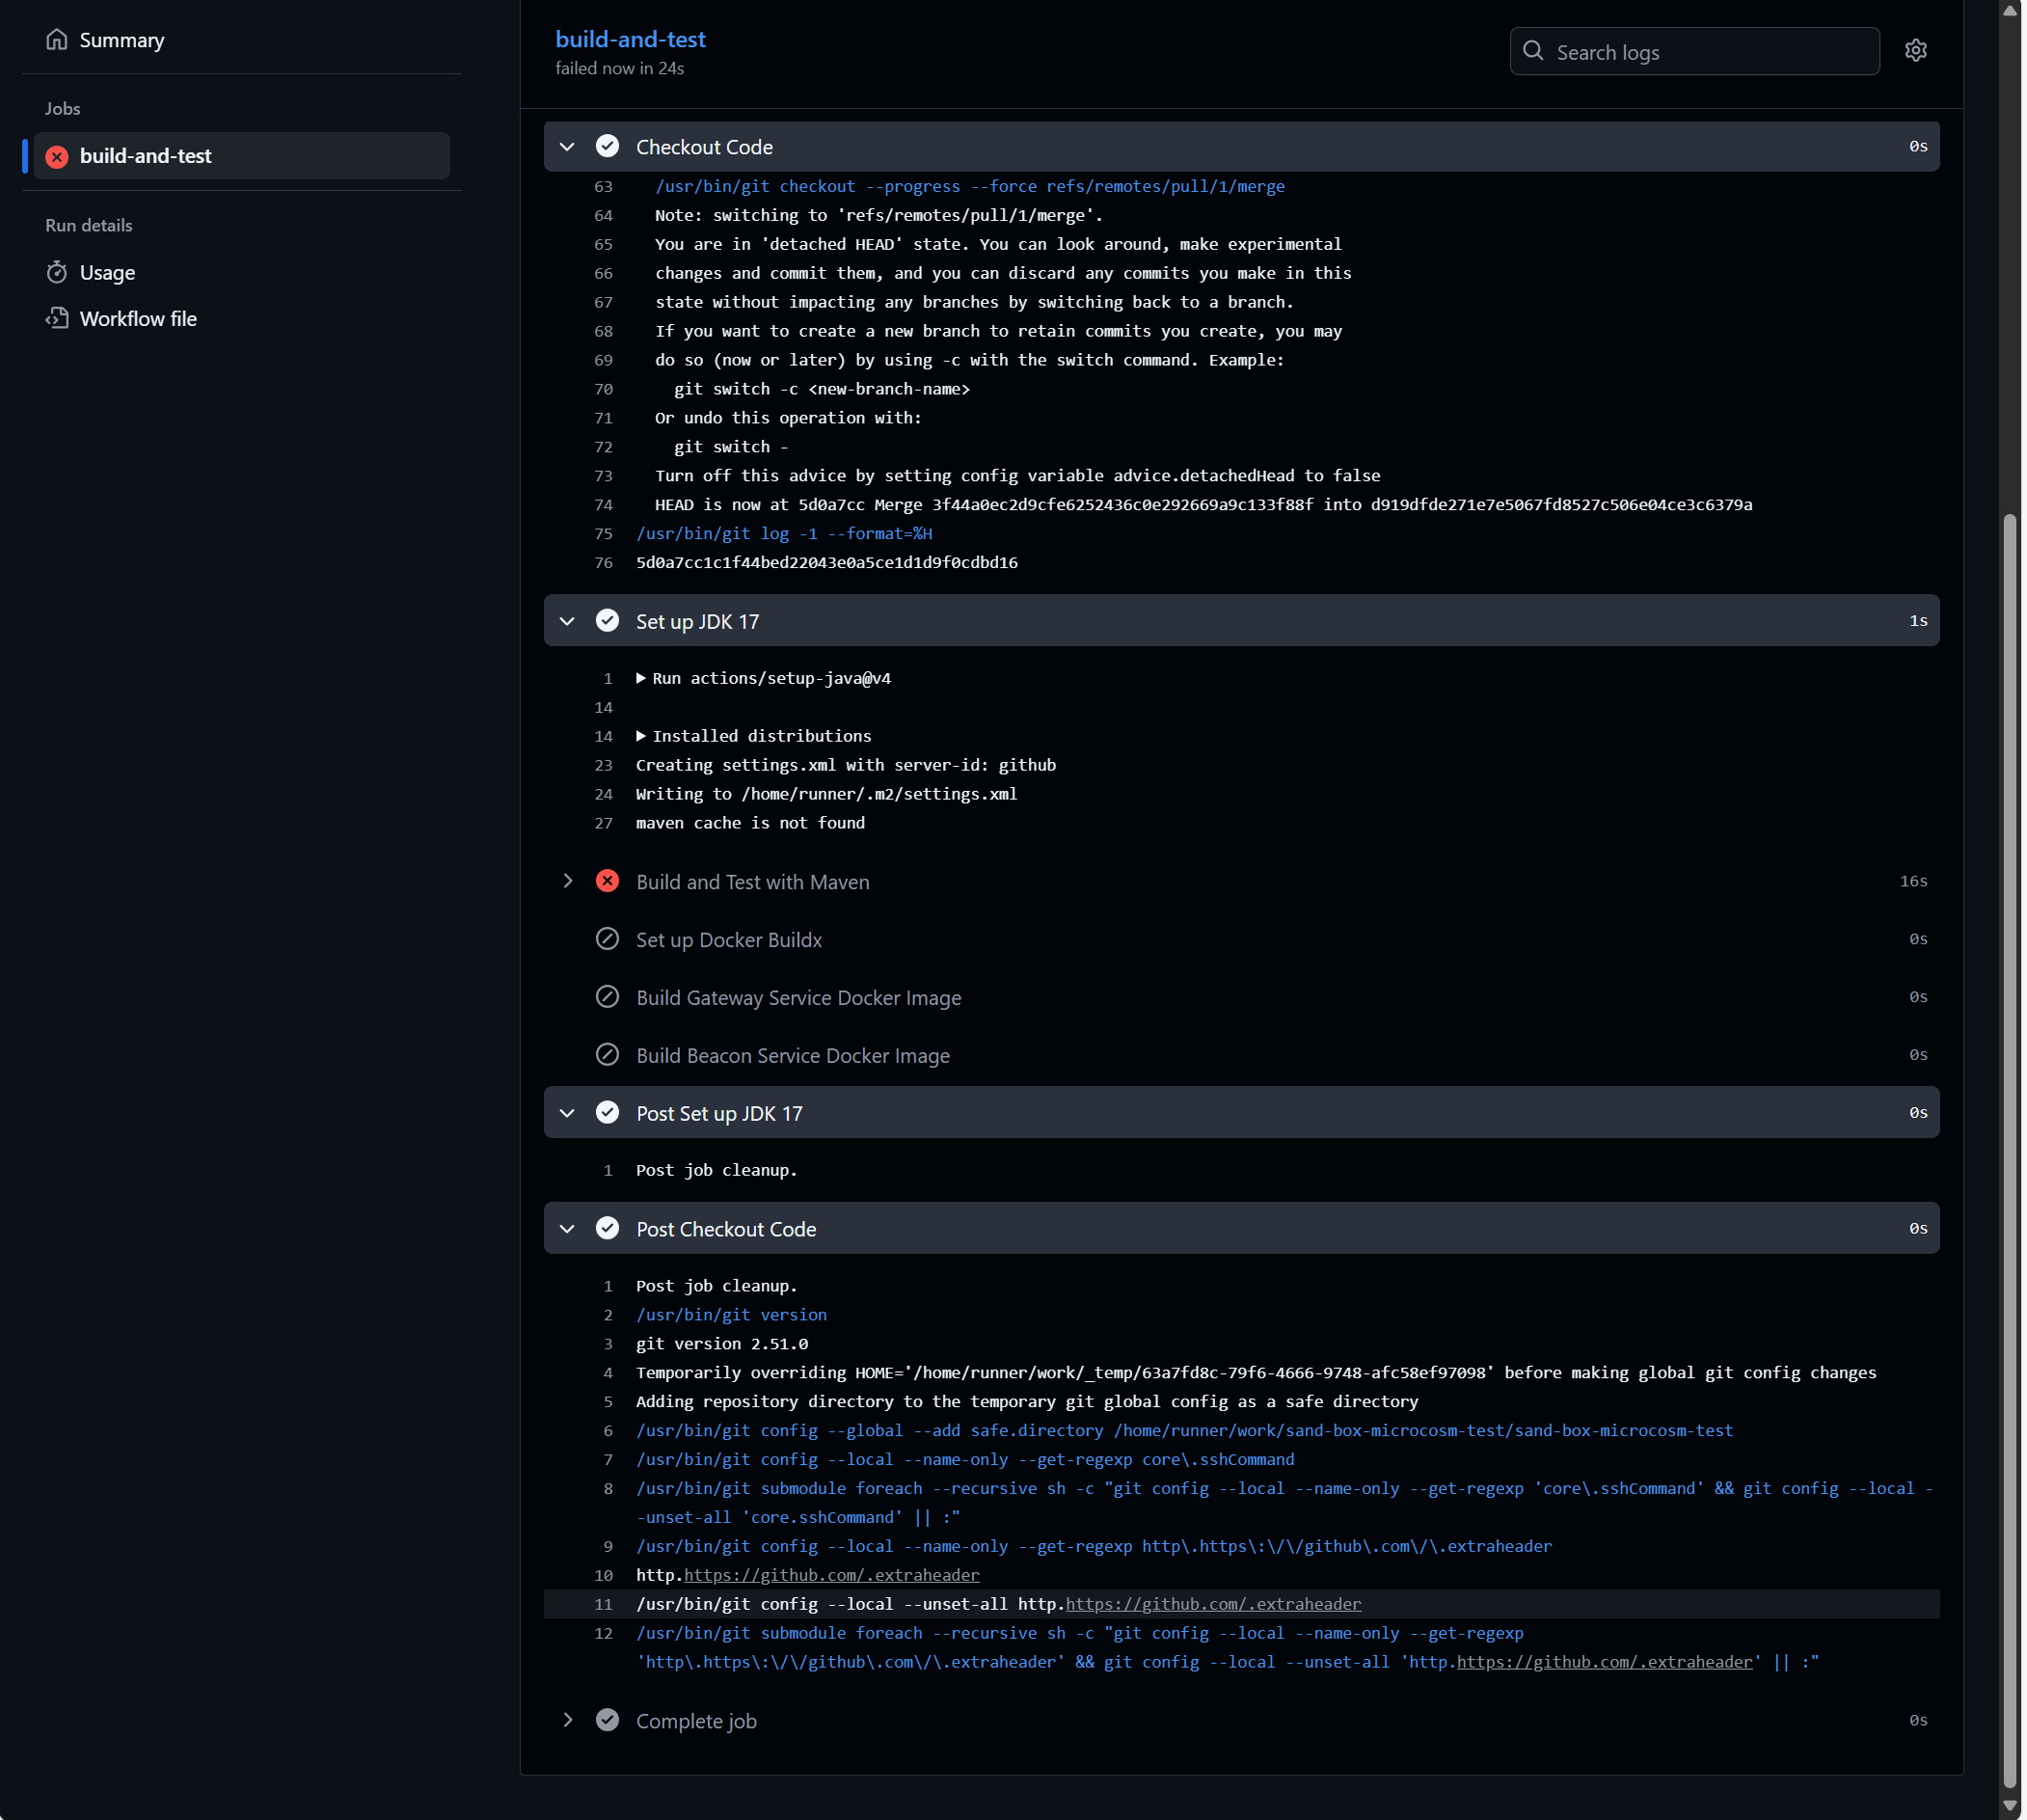 Summary
Jobs
build-and-test
Run details
Usage
Workflow file
build-and-test
failed now in 24s
Search logs
Checkout Code 0s
63 /usr/bin/git checkout --progress --force refs/remotes/pull/1/merge
64 Note: switching to 'refs/remotes/pull/1/merge'.
65 You are in 'detached HEAD' state. You can look around, make experimental
66 changes and commit them, and you can discard any commits you make in this
67 state without impacting any branches by switching back to a branch.
68 If you want to create a new branch to retain commits you create, you may
69 do so (now or later) by using -c with the switch command. Example:
70 git switch -c <new-branch-name>
71 Or undo this operation with:
72 git switch -
73 Turn off this advice by setting config variable advice.detachedHead to false
74 HEAD is now at 5d0a7cc Merge 3f44a0ec2d9cfe6252436c0e292669a9c133f88f into d919dfde271e7e5067fd8527c506e04ce3c6379a
75 /usr/bin/git log -1 --format=%H
76 5d0a7cc1c1f44bed22043e0a5ce1d1d9f0cdbd16
Set up JDK 17 1s
1 Run actions/setup-java@v4
14
14 Installed distributions
23 Creating settings.xml with server-id: github
24 Writing to /home/runner/.m2/settings.xml
27 maven cache is not found
Build and Test with Maven 16s
Set up Docker Buildx 0s
Build Gateway Service Docker Image 0s
Build Beacon Service Docker Image 0s
Post Set up JDK 17 0s
1 Post job cleanup.
Post Checkout Code 0s
1 Post job cleanup.
2 /usr/bin/git version
3 git version 2.51.0
4 Temporarily overriding HOME='/home/runner/work/_temp/63a7fd8c-79f6-4666-9748-afc58ef97098' before making global git config changes
5 Adding repository directory to the temporary git global config as a safe directory
6 /usr/bin/git config --global --add safe.directory /home/runner/work/sand-box-microcosm-test/sand-box-microcosm-test
7 /usr/bin/git config --local --name-only --get-regexp core\.sshCommand
8 /usr/bin/git submodule foreach --recursive sh -c "git config --local --name-only --get-regexp 'core\.sshCommand' && git config --local -
-unset-all 'core.sshCommand' || :"
9 /usr/bin/git config --local --name-only --get-regexp http\.https\:\/\/github\.com\/\.extraheader
10 http.https://github.com/.extraheader
11 /usr/bin/git config --local --unset-all http.https://github.com/.extraheader
12 /usr/bin/git submodule foreach --recursive sh -c "git config --local --name-only --get-regexp
'http\.https\:\/\/github\.com\/\.extraheader' && git config --local --unset-all 'http.https://github.com/.extraheader' || :"
Complete job 0s